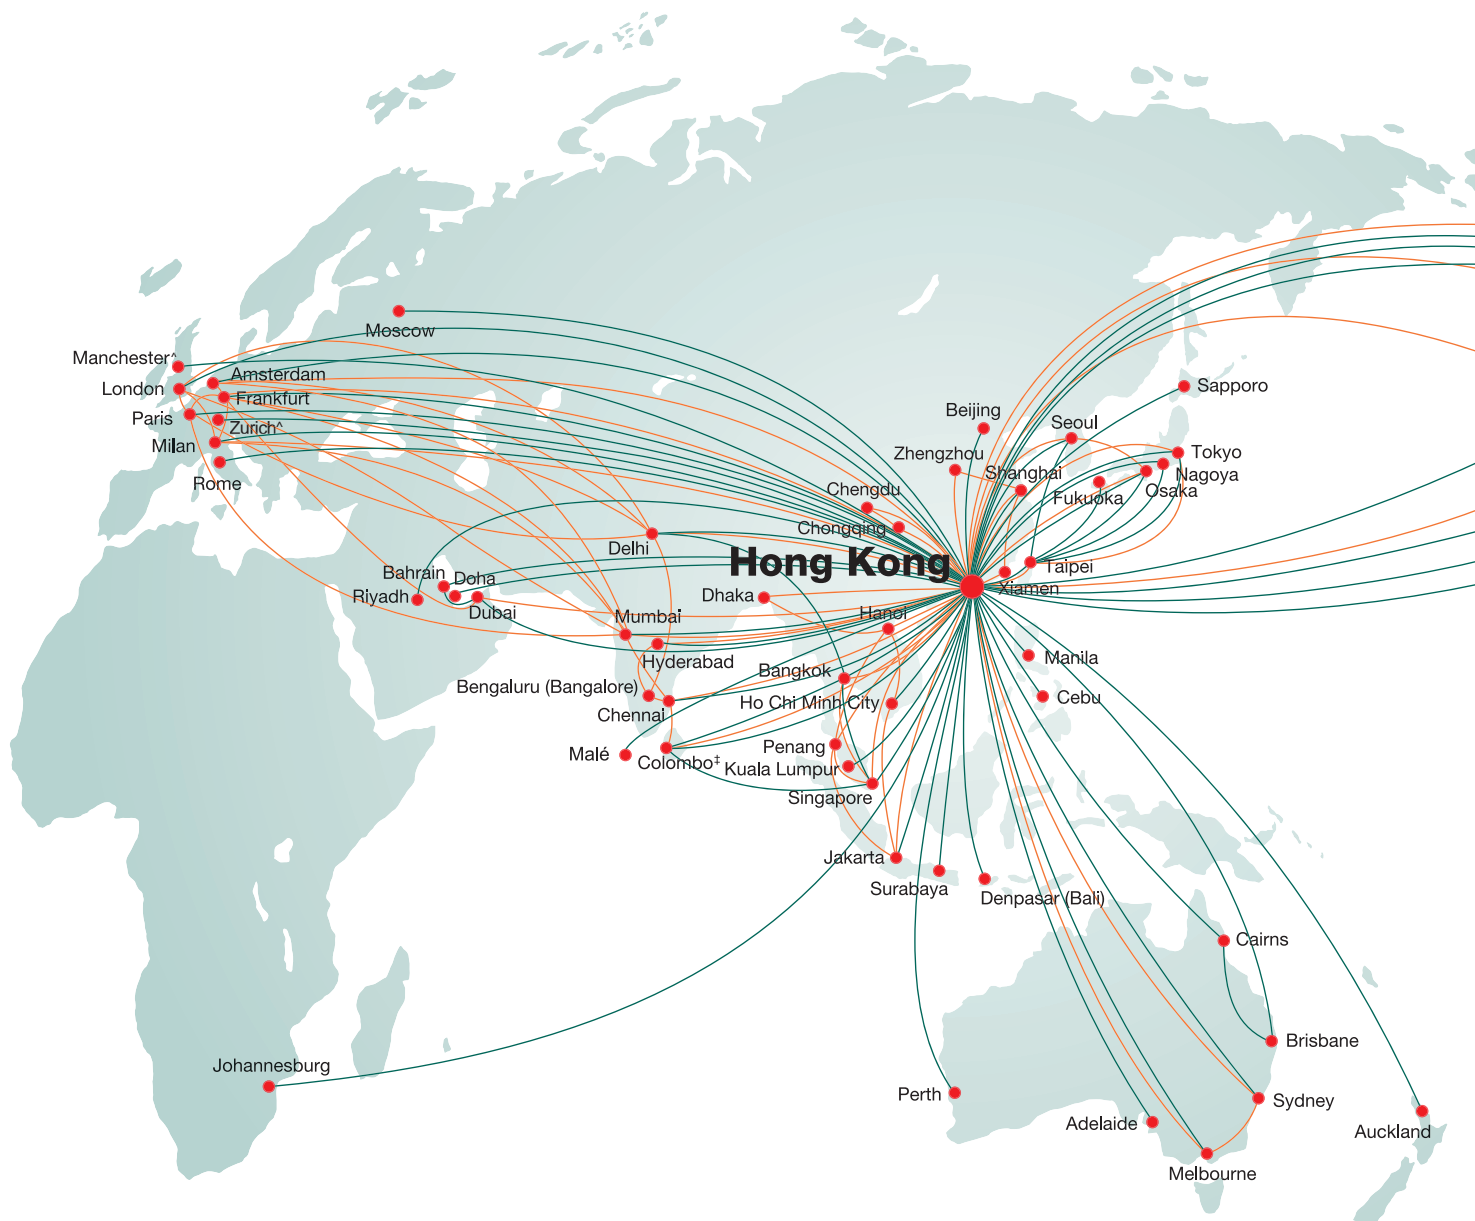 Moscow
Manchester^
London
Amsterdam
Frankfurt
Paris
Zurich^
Milan
Rome
Sapporo
Beijing
Seoul
Zhengzhou
Shanghai
Tokyo
Nagoya
Osaka
Fukuoka
Chengdu
Chongqing
Delhi
Hong Kong
Taipei
Xiamen
Bahrain
Doha
Riyadh
Dubai
Dhaka
Mumbai
Hanoi
Hyderabad
Manila
Bangkok
Bengaluru (Bangalore)
Cebu
Ho Chi Minh City
Chennai
Malé
Penang
Colombo‡
Kuala Lumpur
Singapore
Jakarta
Surabaya
Denpasar (Bali)
Cairns
Brisbane
Johannesburg
Perth
Sydney
Adelaide
Auckland
Melbourne